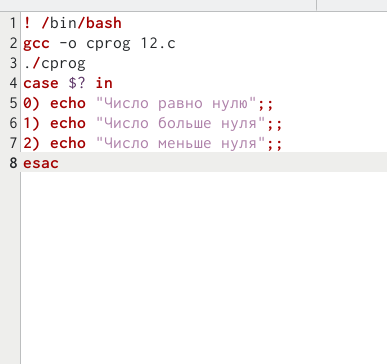 1 ! /bin/bash
2 gcc -o cprog 12.c
3 ./cprog
4 case $? in
5 0) echo "Число равно нулю";;
6 1) echo "Число больше нуля";;
7 2) echo "Число меньше нуля";;
8 esac